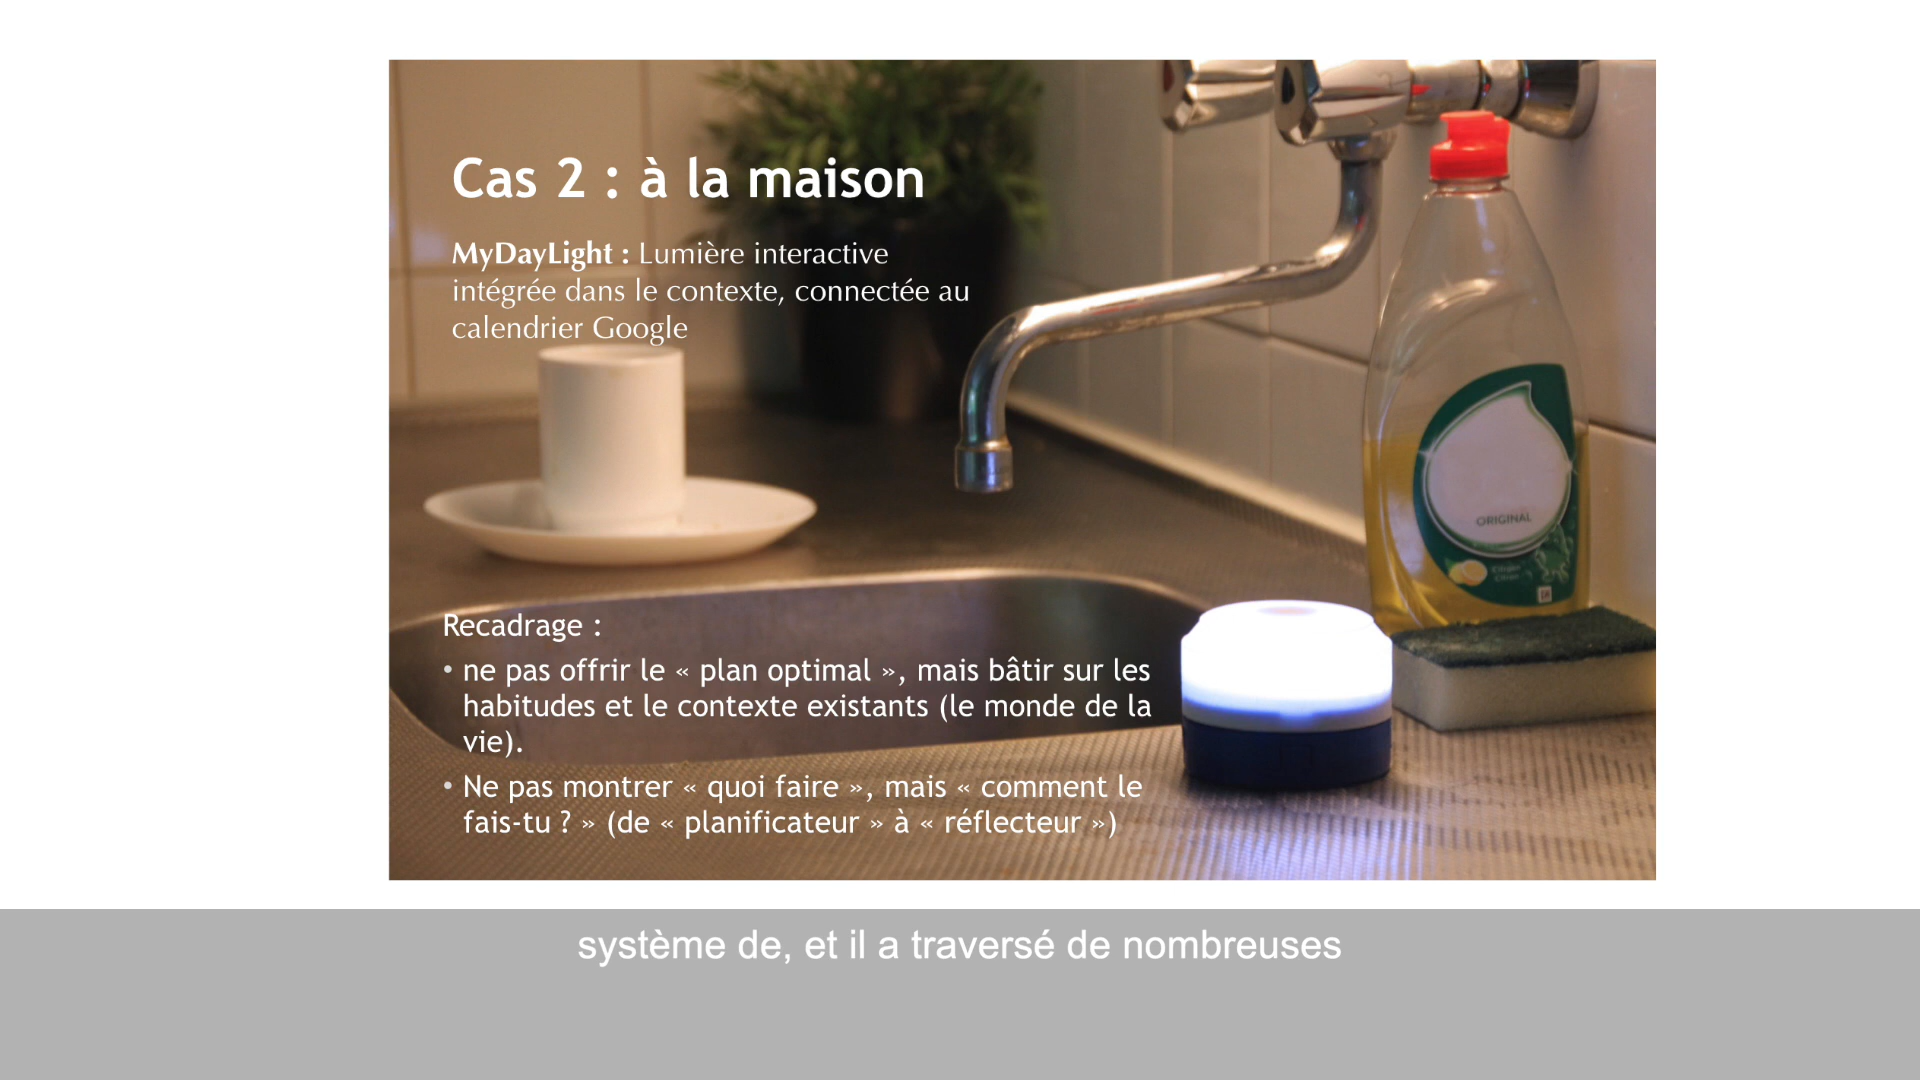 Cas 2 : à la maison
MyDayLight : Lumière interactive
intégrée dans le contexte, connectée au
calendrier Google
ORIGINAL
Citroen
Citron
Recadrage :
• ne pas offrir le « plan optimal », mais bâtir sur les
habitudes et le contexte existants (le monde de la
vie).
• Ne pas montrer « quoi faire », mais « comment le
fais-tu ? » (de « planificateur » à « réflecteur »)
système de, et il a traversé de nombreuses